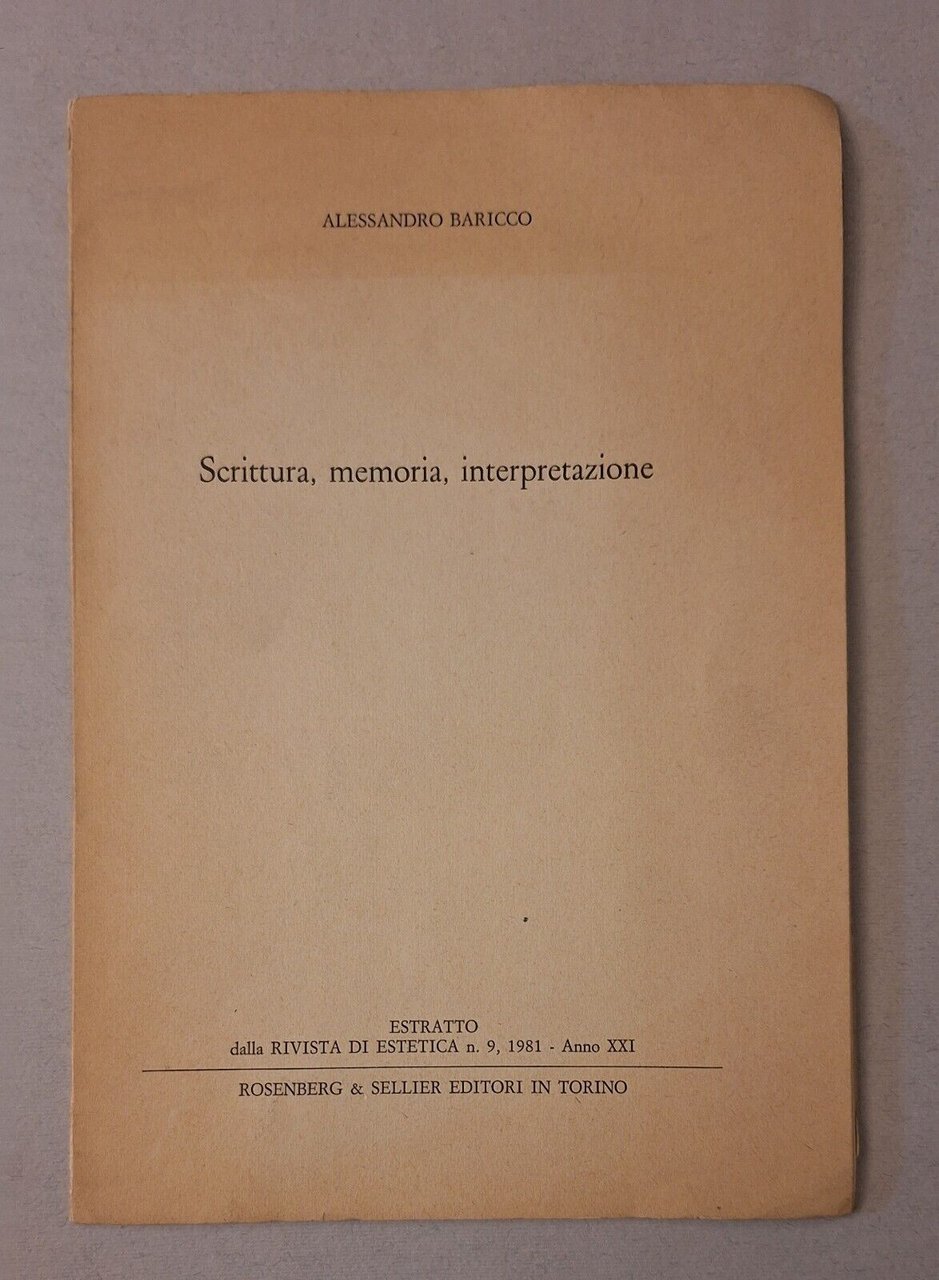 ALESSANDRO BARICCO
Scrittura, memoria, interpretazione
ESTRATTO
dalla RIVISTA DI ESTETICA n. 9, 1981 - Anno XXI
ROSENBERG & SELLIER EDITORI IN TORINO